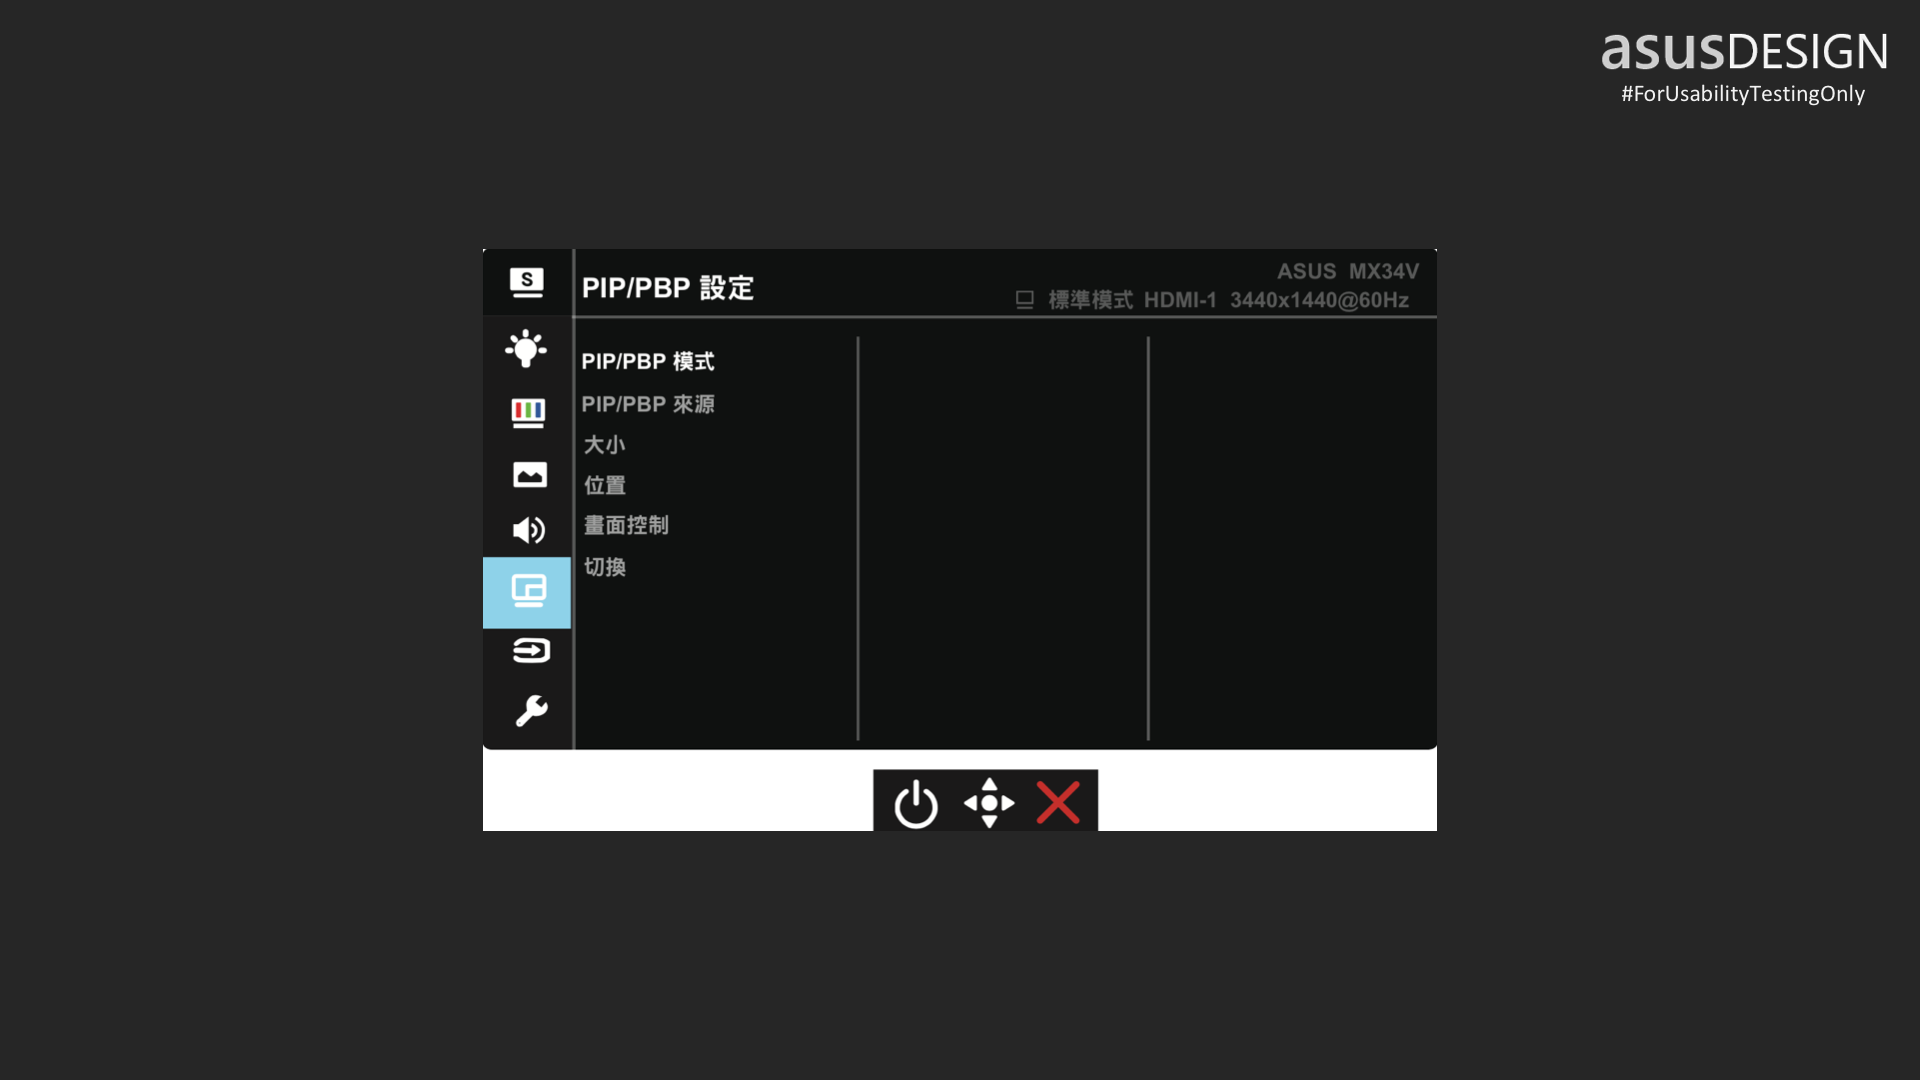 asusDESIGN
#ForUsabilityTestingOnly
S
PIP/PBP 設定
ASUS MX34V
標準模式 HDMI-1 3440x1440@60Hz
PIP/PBP 模式
PIP/PBP 來源
大小
位置
畫面控制
切換